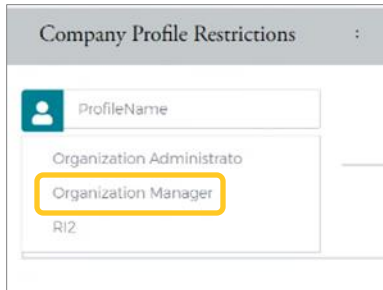 Company Profile Restrictions :
ProfileName
Organization Administrato
Organization Manager
RI2